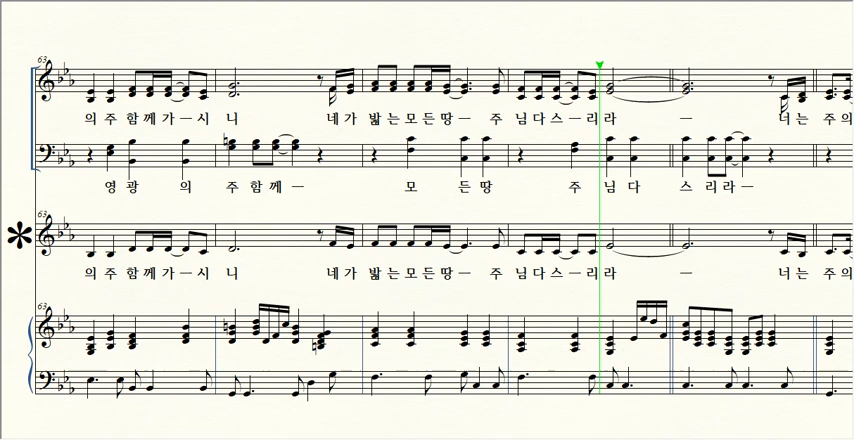 63
의 주 함 께 가 — 시 니 네 가 밟 는 모 든 땅 — 주 님 다 스 — 리 라 — 너 는 주 의
영 광 의 주 함 께 — 모 든 땅 주 님 다 스 리 라 —
63
의 주 함 께 가 — 시 니 네 가 밟 는 모 든 땅 — 주 님 다 스 — 리 라 — 너 는 주 의
63